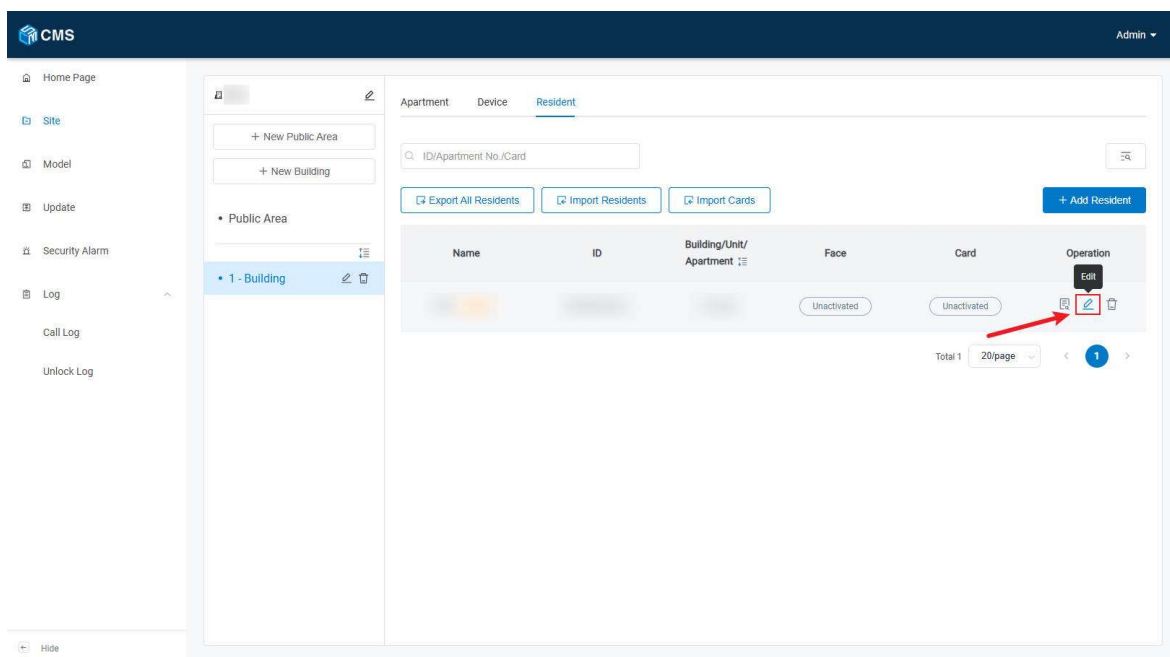 CMS
Admin
Home Page
Site
Model
Update
Security Alarm
Log
Call Log
Unlock Log
Hide
+ New Public Area
+ New Building
Public Area
1 - Building
Apartment Device Resident
ID/Apartment No./Card
Export All Residents Import Residents Import Cards + Add Resident
Name ID Building/Unit/ Face Card Operation
Apartment
Edit
Unactivated Unactivated
Total 1 20/page 1